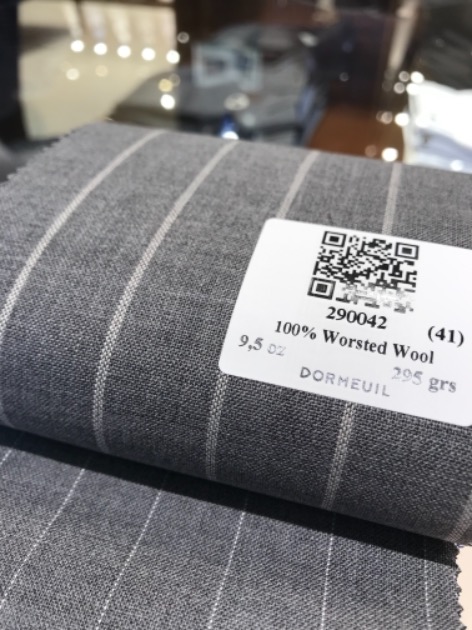 290042
(41)
100% Worsted Wool
9,5 oz
295 grs
DORMEUIL